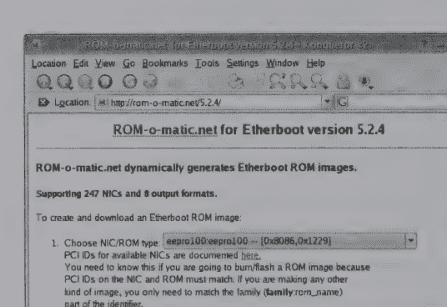 ROM-o-matic.net for Etherboot version 5.2.4 - Konqueror
Location Edit View Go Bookmarks Tools Settings Window Help
Location: http://rom-o-matic.net/5.2.4/
ROM-o-matic.net for Etherboot version 5.2.4
ROM-o-matic.net dynamically generates Etherboot ROM images.
Supporting 247 NICs and 8 output formats.
To create and download an Etherboot ROM image:
1. Choose NIC/ROM type: eepro100:eepro100 -- [0x8086,0x1229]
PCI IDs for available NICs are documented here.
You need to know this if you are going to burn/flash a ROM image because
PCI IDs on the NIC and ROM must match. If you are making any other
kind of image, you only need to match the family (family:rom_name)
part of the identifier.